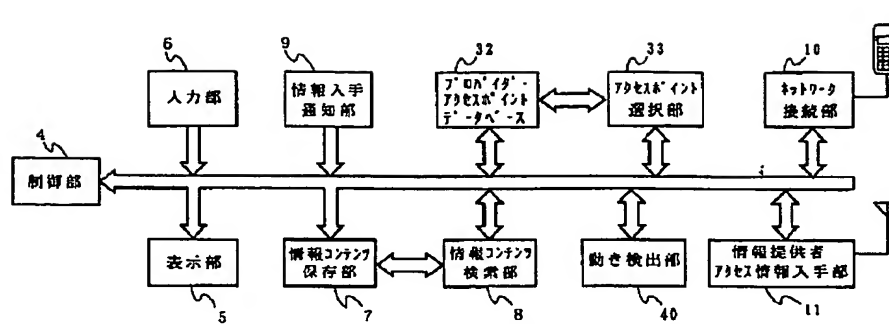 6
9
32
33
10
入力部
情報入手
通知部
プロバイダー
アクセスポイント
データベース
アクセスポイント
選択部
ネットワーク
接続部
4
制御部
表示部
情報コンテンツ
保存部
情報コンテンツ
検索部
動き検出部
情報提供者
アクセス情報入手部
5
7
8
40
11